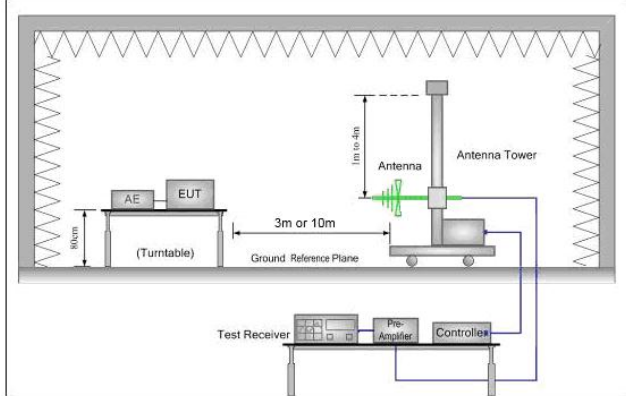 1m to 4m
Antenna
Antenna Tower
AE
EUT
80cm
3m or 10m
(Turntable)
Ground Reference Plane
Test Receiver
Pre-
Amplifier
Controller